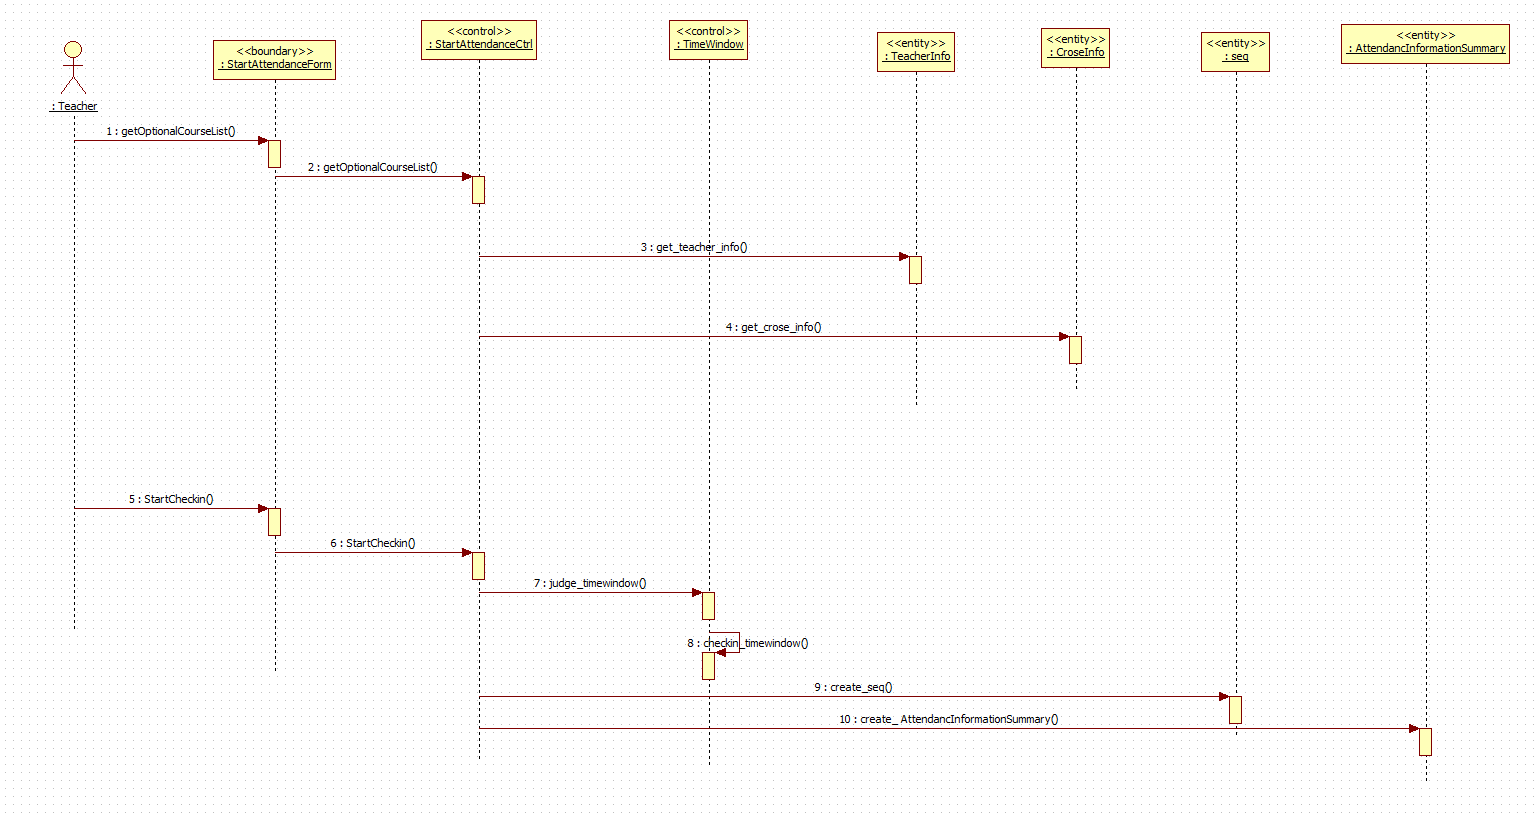 <<control>>
: StartAttendanceCtrl
<<control>>
: TimeWindow
<<entity>>
: AttendancInformationSummary
<<boundary>>
: StartAttendanceForm
<<entity>>
: TeacherInfo
<<entity>>
: CroseInfo
<<entity>>
: seq
: Teacher
1 : getOptionalCourseList()
2 : getOptionalCourseList()
3 : get_teacher_info()
4 : get_crose_info()
5 : StartCheckin()
6 : StartCheckin()
7 : judge_timewindow()
8 : checkin_timewindow()
9 : create_seq()
10 : create_ AttendancInformationSummary()